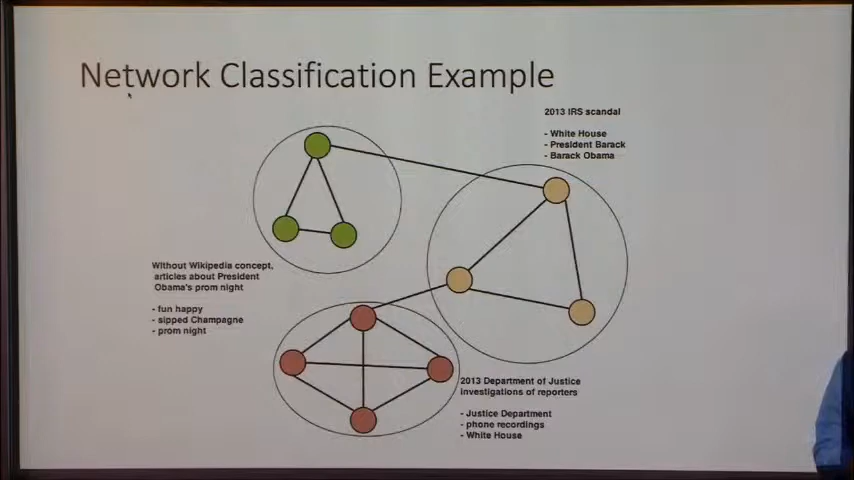 Network Classification Example
2013 IRS scandal
- White House
- President Barack
- Barack Obama
Without Wikipedia concept,
articles about President
Obama's prom night
- fun happy
- sipped Champagne
- prom night
2013 Department of Justice
investigations of reporters
- Justice Department
- phone recordings
- White House